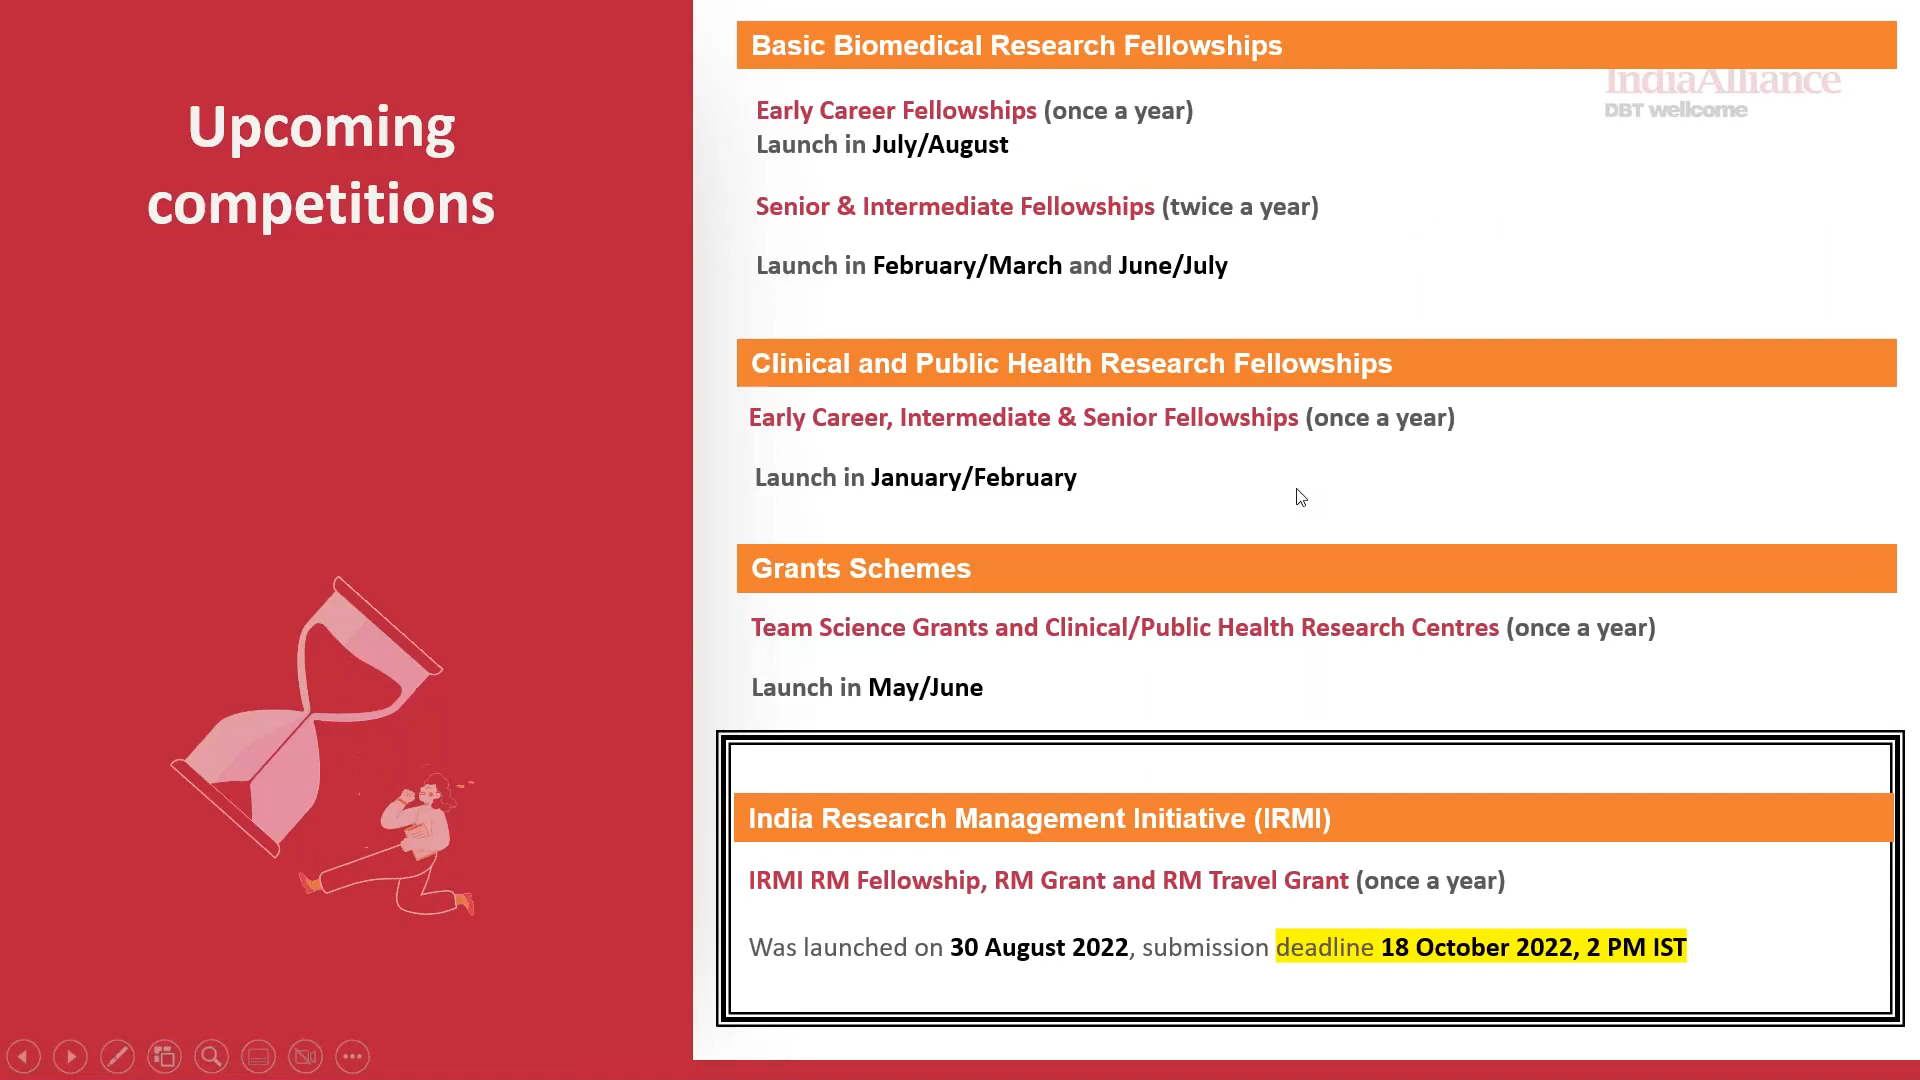 Upcoming
competitions
Basic Biomedical Research Fellowships
IndiaAlliance
DBT wellcome
Early Career Fellowships (once a year)
Launch in July/August
Senior & Intermediate Fellowships (twice a year)
Launch in February/March and June/July
Clinical and Public Health Research Fellowships
Early Career, Intermediate & Senior Fellowships (once a year)
Launch in January/February
Grants Schemes
Team Science Grants and Clinical/Public Health Research Centres (once a year)
Launch in May/June
India Research Management Initiative (IRMI)
IRMI RM Fellowship, RM Grant and RM Travel Grant (once a year)
Was launched on 30 August 2022, submission deadline 18 October 2022, 2 PM IST